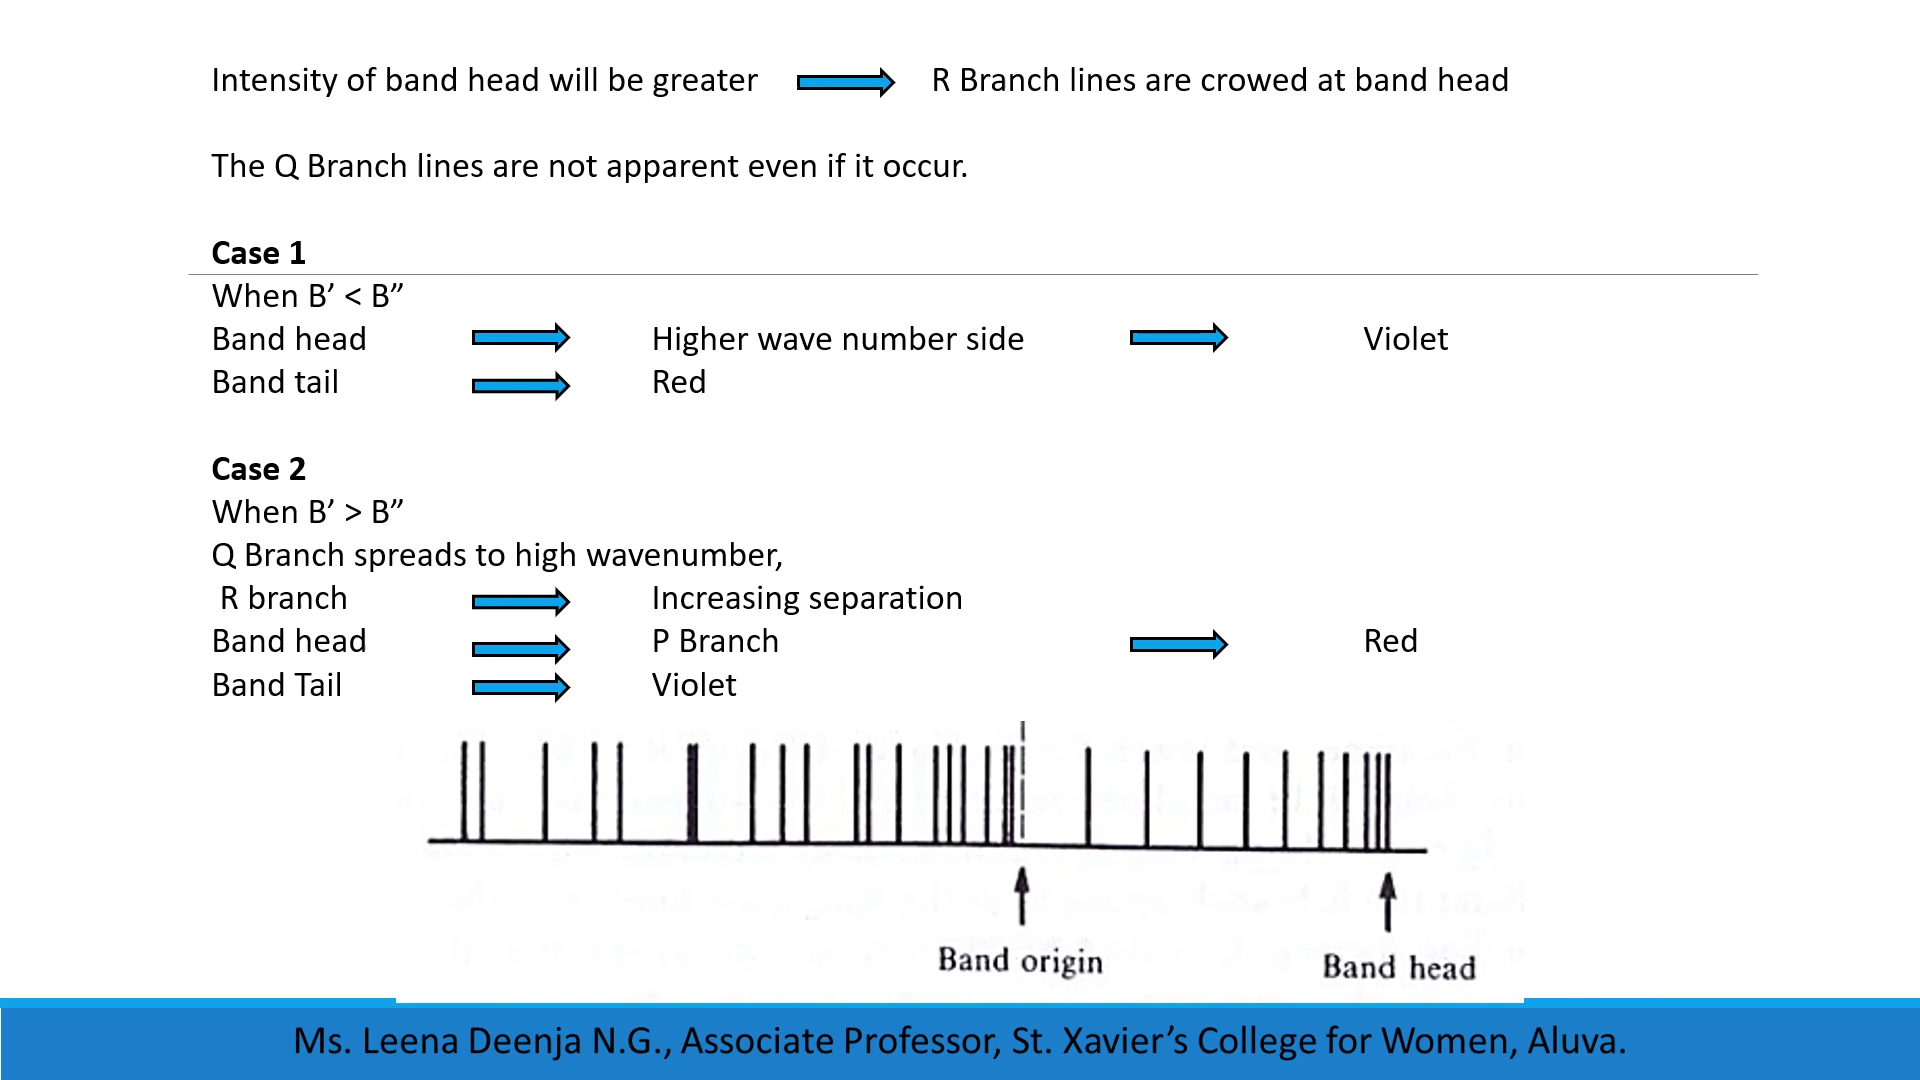 Intensity of band head will be greater R Branch lines are crowed at band head
The Q Branch lines are not apparent even if it occur.
Case 1
When B’ < B”
Band head Higher wave number side Violet
Band tail Red
Case 2
When B’ > B”
Q Branch spreads to high wavenumber,
R branch Increasing separation
Band head P Branch Red
Band Tail Violet
Band origin Band head
Ms. Leena Deenja N.G., Associate Professor, St. Xavier’s College for Women, Aluva.